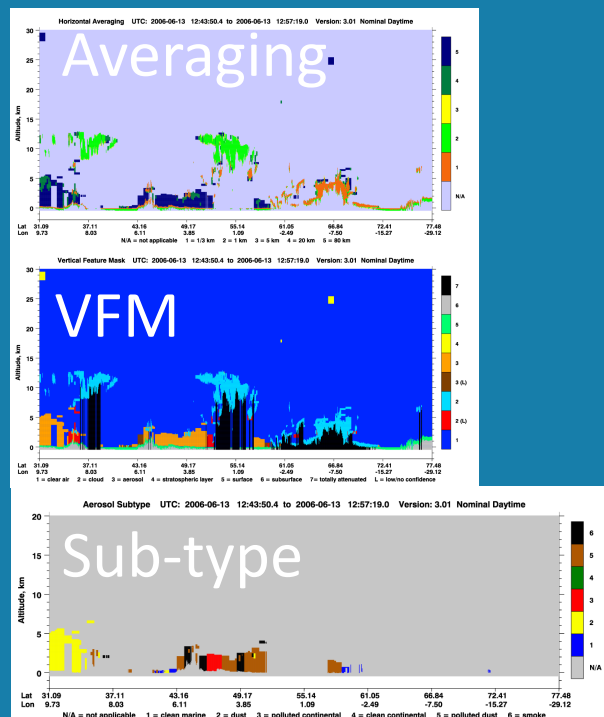 Horizontal Averaging UTC: 2006-06-13 12:43:50.4 to 2006-06-13 12:57:19.0 Version: 3.01 Nominal Daytime
Averaging
Altitude, km
30
25
20
15
10
5
0
5
4
3
2
1
N/A
Lat 31.09 37.11 43.16 49.17 55.14 61.05 66.84 72.41 77.48
Lon 9.73 8.03 6.11 3.85 1.09 -2.49 -7.50 -15.27 -29.12
N/A = not applicable 1 = 1/3 km 2 = 1 km 3 = 5 km 4 = 20 km 5 = 80 km
Vertical Feature Mask UTC: 2006-06-13 12:43:50.4 to 2006-06-13 12:57:19.0 Version: 3.01 Nominal Daytime
VFM
Altitude, km
30
25
20
15
10
5
0
7
6
5
4
3
3 (L)
2
2 (L)
1
Lat 31.09 37.11 43.16 49.17 55.14 61.05 66.84 72.41 77.48
Lon 9.73 8.03 6.11 3.85 1.09 -2.49 -7.50 -15.27 -29.12
1 = clear air 2 = cloud 3 = aerosol 4 = stratospheric layer 5 = surface 6 = subsurface 7 = totally attenuated L = low/no confidence
Aerosol Subtype UTC: 2006-06-13 12:43:50.4 to 2006-06-13 12:57:19.0 Version: 3.01 Nominal Daytime
Sub-type
Altitude, km
20
15
10
5
0
6
5
4
3
2
1
N/A
Lat 31.09 37.11 43.16 49.17 55.14 61.05 66.84 72.41 77.48
Lon 9.73 8.03 6.11 3.85 1.09 -2.49 -7.50 -15.27 -29.12
N/A = not applicable 1 = clean marine 2 = dust 3 = polluted continental 4 = clean continental 5 = polluted dust 6 = smoke